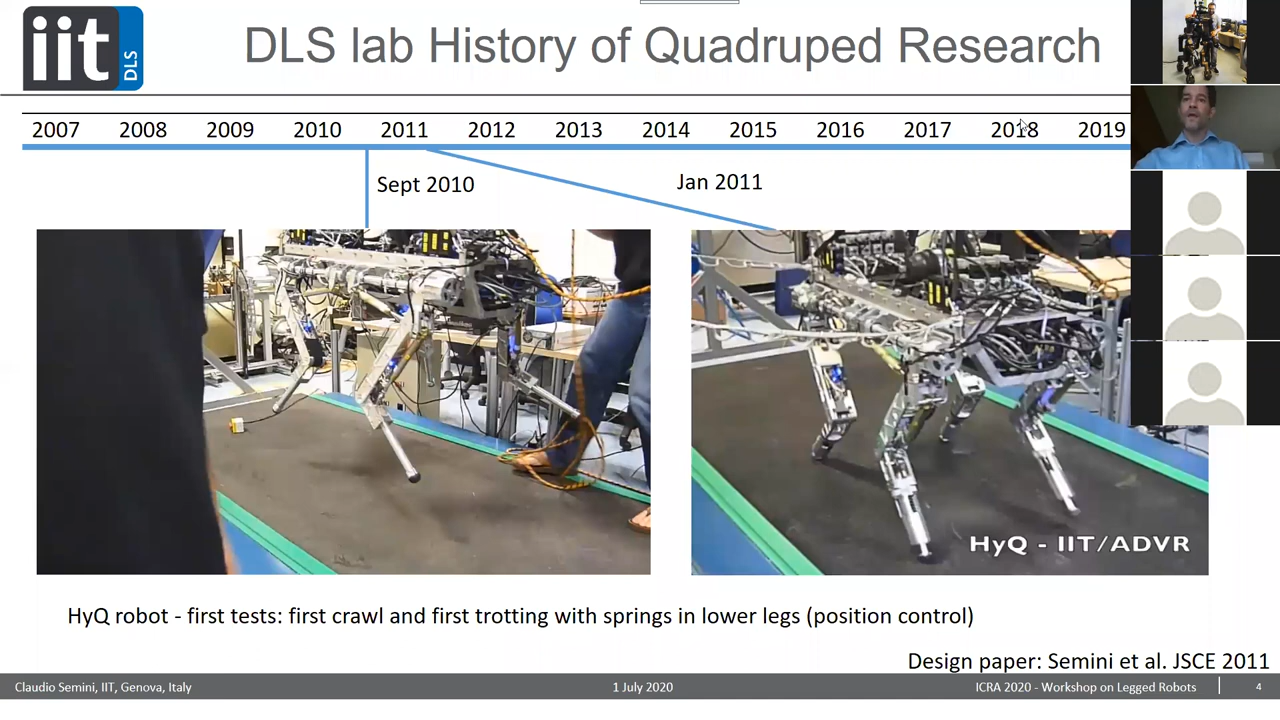 iit
DLS
DLS lab History of Quadruped Research
2007 2008 2009 2010 2011 2012 2013 2014 2015 2016 2017 2018 2019
Sept 2010
Jan 2011
HyQ - IIT/ADVR
HyQ robot - first tests: first crawl and first trotting with springs in lower legs (position control)
Design paper: Semini et al. JSCE 2011
Claudio Semini, IIT, Genova, Italy
1 July 2020
ICRA 2020 - Workshop on Legged Robots
4